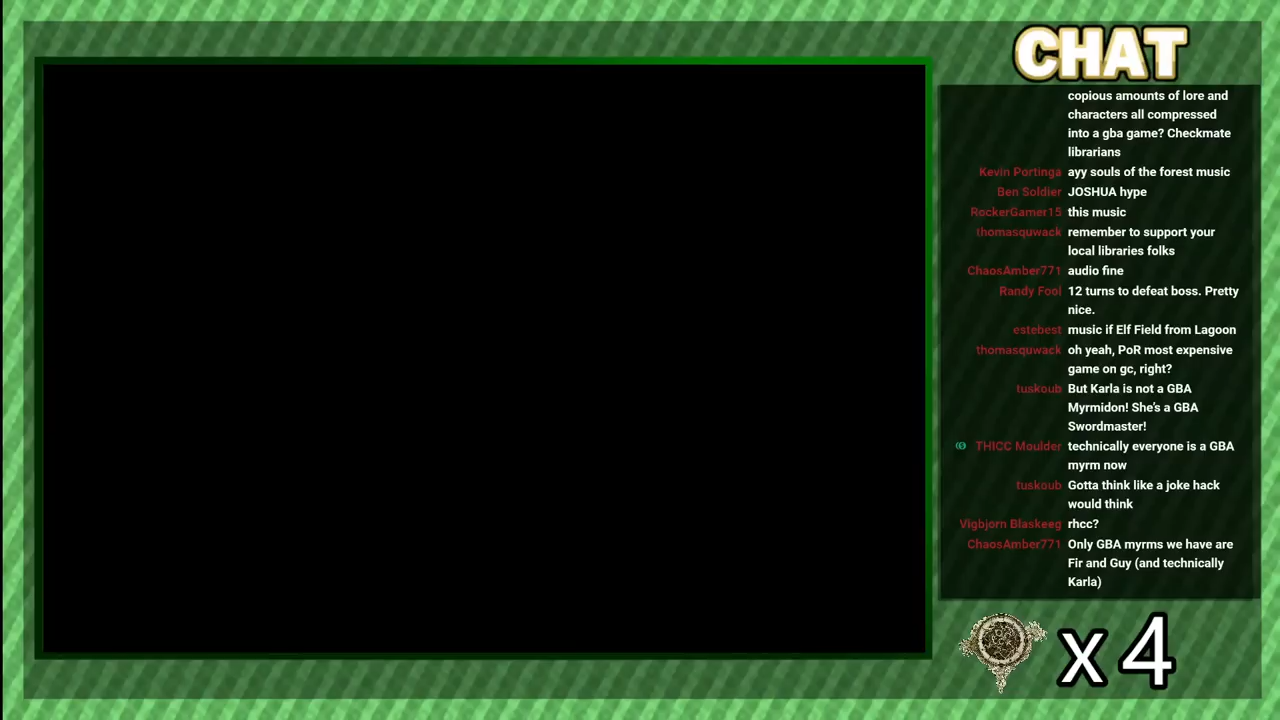 CHAT
copious amounts of lore and
characters all compressed
into a gba game? Checkmate
librarians
Kevin Portinga ayy souls of the forest music
Ben Soldier JOSHUA hype
RockerGamer15 this music
thomasquwack remember to support your
local libraries folks
ChaosAmber771 audio fine
Randy Fool 12 turns to defeat boss. Pretty
nice.
estebest music if Elf Field from Lagoon
thomasquwack oh yeah, PoR most expensive
game on gc, right?
tuskoub But Karla is not a GBA
Myrmidon! She's a GBA
Swordmaster!
THICC Moulder technically everyone is a GBA
myrm now
tuskoub Gotta think like a joke hack
would think
Vigbjorn Blaskeeg rhcc?
ChaosAmber771 Only GBA myrms we have are
Fir and Guy (and technically
Karla)
x4